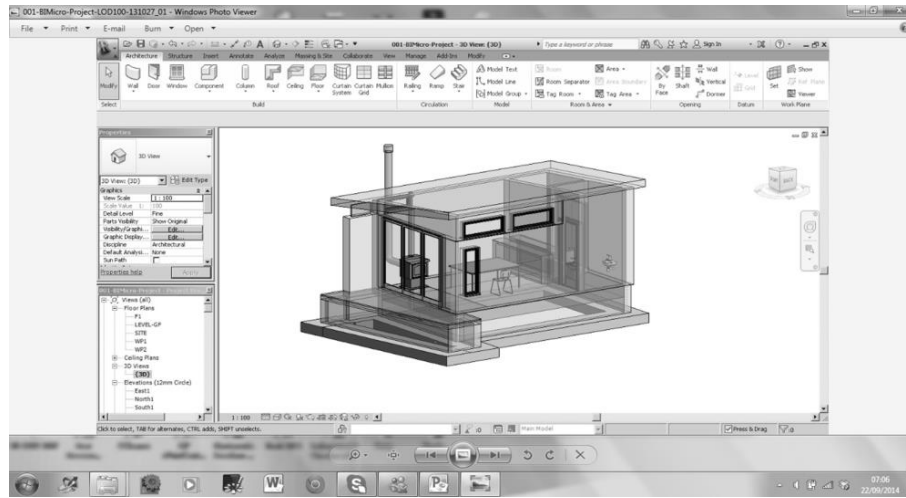 001-BIMicro-Project-LOD100-131027_01 - Windows Photo Viewer
File Print E-mail Burn Open
001-BIMicro-Project - 3D View: {3D} Type a keyword or phrase Sign In
Architecture Structure Insert Annotate Analyze Massing & Site Collaborate View Manage Add-Ins Modify
Modify Wall Door Window Component Column Roof Ceiling Floor Curtain System Curtain Grid Mullion Railing Ramp Stair
Model Text
Model Line
Model Group
Room
Room Separator
Tag Room
Area
Area Boundary
Tag Area
By Face Shaft
Wall
Vertical
Dormer
Level
Grid
Set
Show
Ref Plane
Viewer
Select Build Circulation Model Room & Area Opening Datum Work Plane
Properties
3D View
3D View: {3D} Edit Type
Graphics
View Scale 1 : 100
Scale Value 1: 100
Detail Level Fine
Parts Visibility Show Original
Visibility/Graphi... Edit...
Graphic Display... Edit...
Discipline Architectural
Default Analysi... None
Sun Path
Properties help Apply
Views (all)
Floor Plans
F1
LEVEL-GF
SITE
WP1
WP2
Ceiling Plans
3D Views
{3D}
Elevations (12mm Circle)
East1
North1
South1
1 : 100
Click to select, TAB for alternates, CTRL adds, SHIFT unselects.
:0 Main Model Press & Drag :0
07:06
22/09/2014